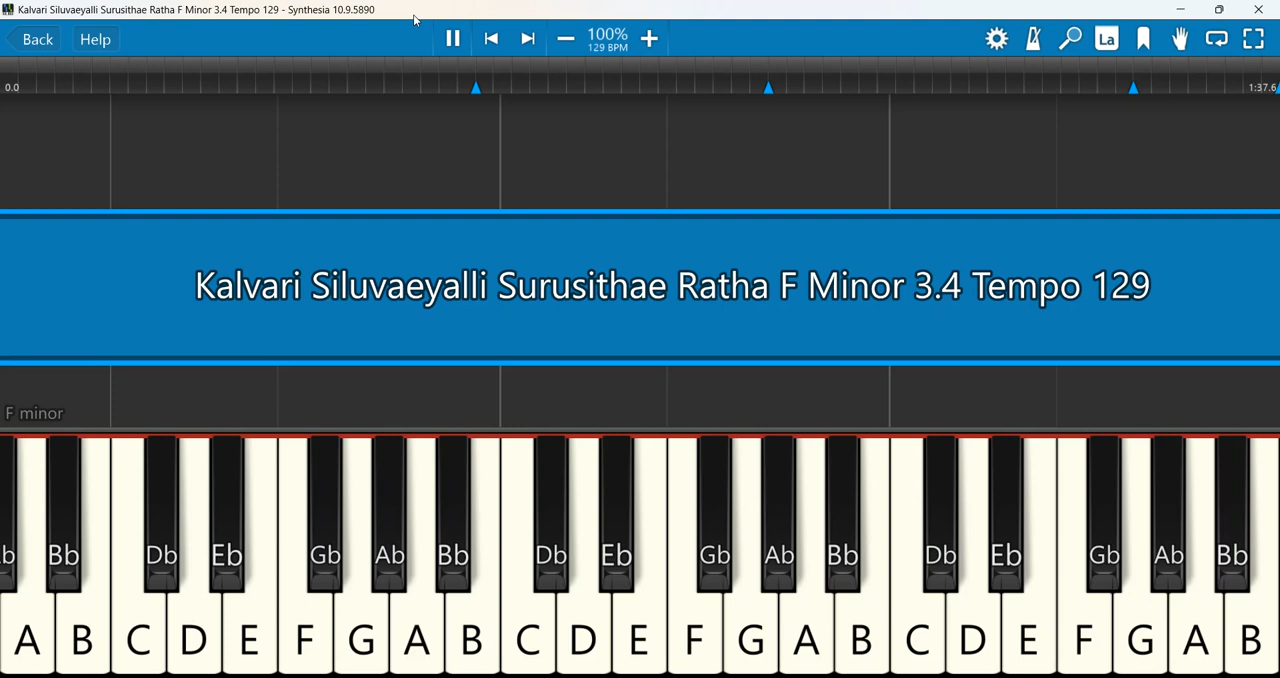 Kalvari Siluvaeyalli Surusithae Ratha F Minor 3.4 Tempo 129 - Synthesia 10.9.5890
Back Help 100% La
129 BPM
0.0 1:37.6
Kalvari Siluvaeyalli Surusithae Ratha F Minor 3.4 Tempo 129
F minor
Bb Db Eb Gb Ab Bb Db Eb Gb Ab Bb Db Eb Gb Ab Bb
A B C D E F G A B C D E F G A B C D E F G A B